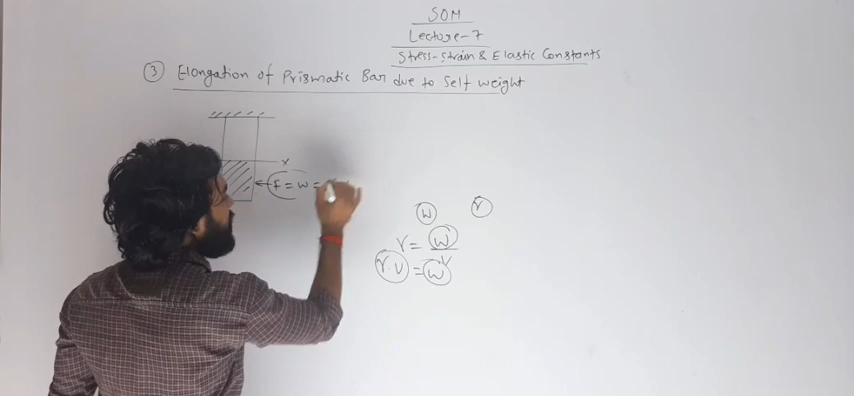 SOM
Lecture-7
Stress-strain & Elastic Constants
③ Elongation of Prismatic Bar due to Self weight
x
F = W =
W γ
γ = W/V
γ.V = W